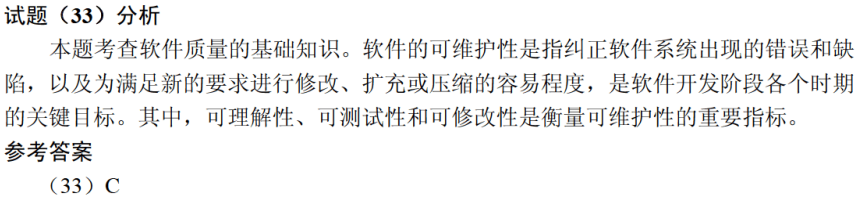 试题（33）分析
本题考查软件质量的基础知识。软件的可维护性是指纠正软件系统出现的错误和缺
陷，以及为满足新的要求进行修改、扩充或压缩的容易程度，是软件开发阶段各个时期
的关键目标。其中，可理解性、可测试性和可修改性是衡量可维护性的重要指标。
参考答案
（33）C